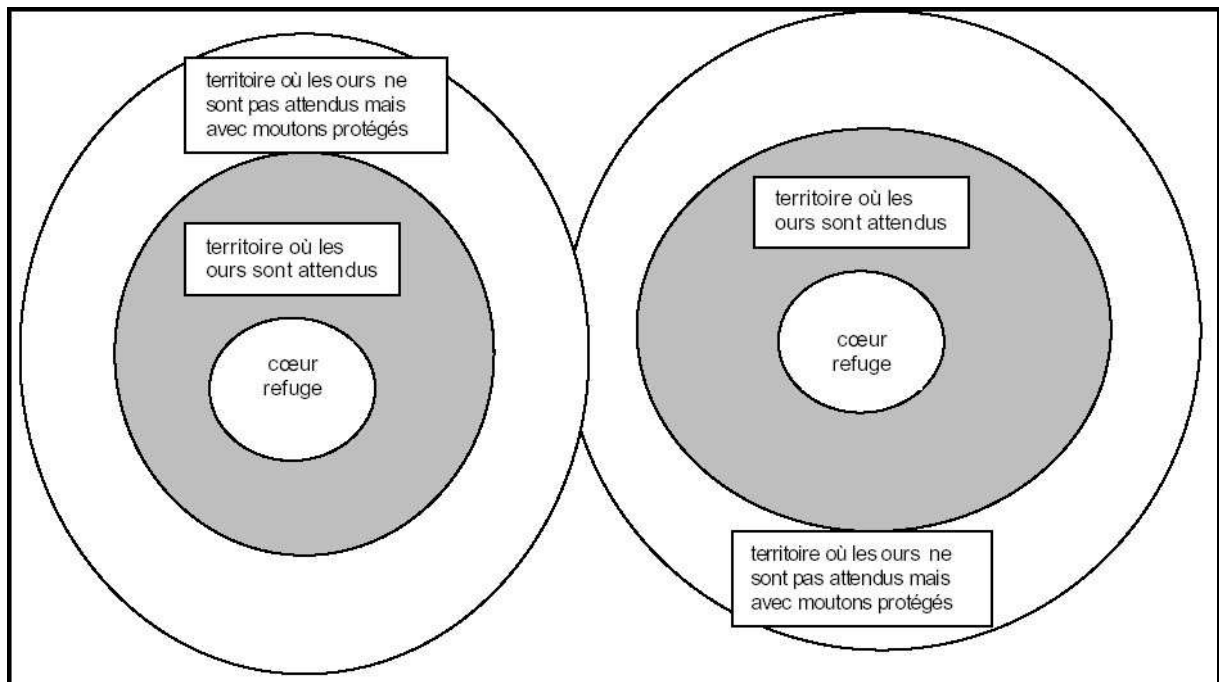 territoire où les ours ne
sont pas attendus mais
avec moutons protégés
territoire où les
ours sont attendus
cœur
refuge
territoire où les
ours sont attendus
cœur
refuge
territoire où les ours ne
sont pas attendus mais
avec moutons protégés